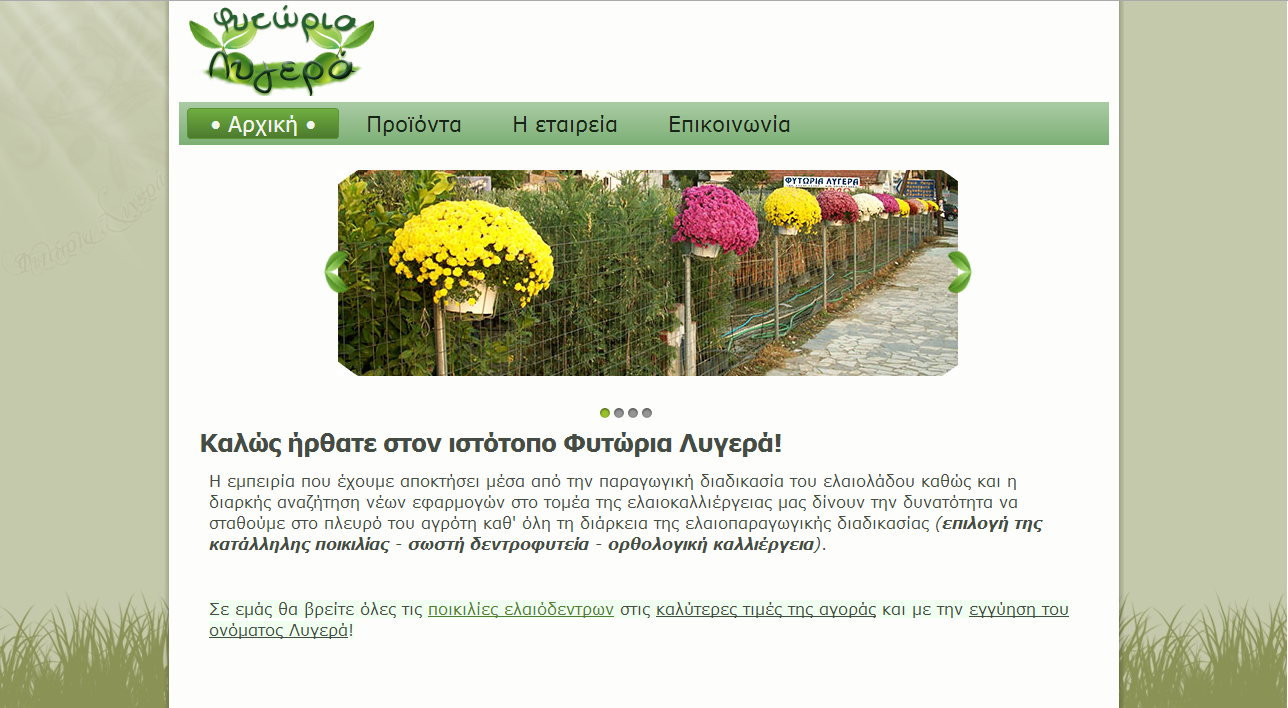 Φυτώρια
Λυγερά
• Αρχική •
Προϊόντα
Η εταιρεία
Επικοινωνία
ΦΥΤΩΡΙΑ ΛΥΓΕΡΑ
Φυτώρια Λυγερά
Καλώς ήρθατε στον ιστότοπο Φυτώρια Λυγερά!
Η εμπειρία που έχουμε αποκτήσει μέσα από την παραγωγική διαδικασία του ελαιολάδου καθώς και η
διαρκής αναζήτηση νέων εφαρμογών στο τομέα της ελαιοκαλλιέργειας μας δίνουν την δυνατότητα να
σταθούμε στο πλευρό του αγρότη καθ' όλη τη διάρκεια της ελαιοπαραγωγικής διαδικασίας (επιλογή της
κατάλληλης ποικιλίας - σωστή δεντροφυτεία - ορθολογική καλλιέργεια).
Σε εμάς θα βρείτε όλες τις ποικιλίες ελαιόδεντρων στις καλύτερες τιμές της αγοράς και με την εγγύηση του
ονόματος Λυγερά!